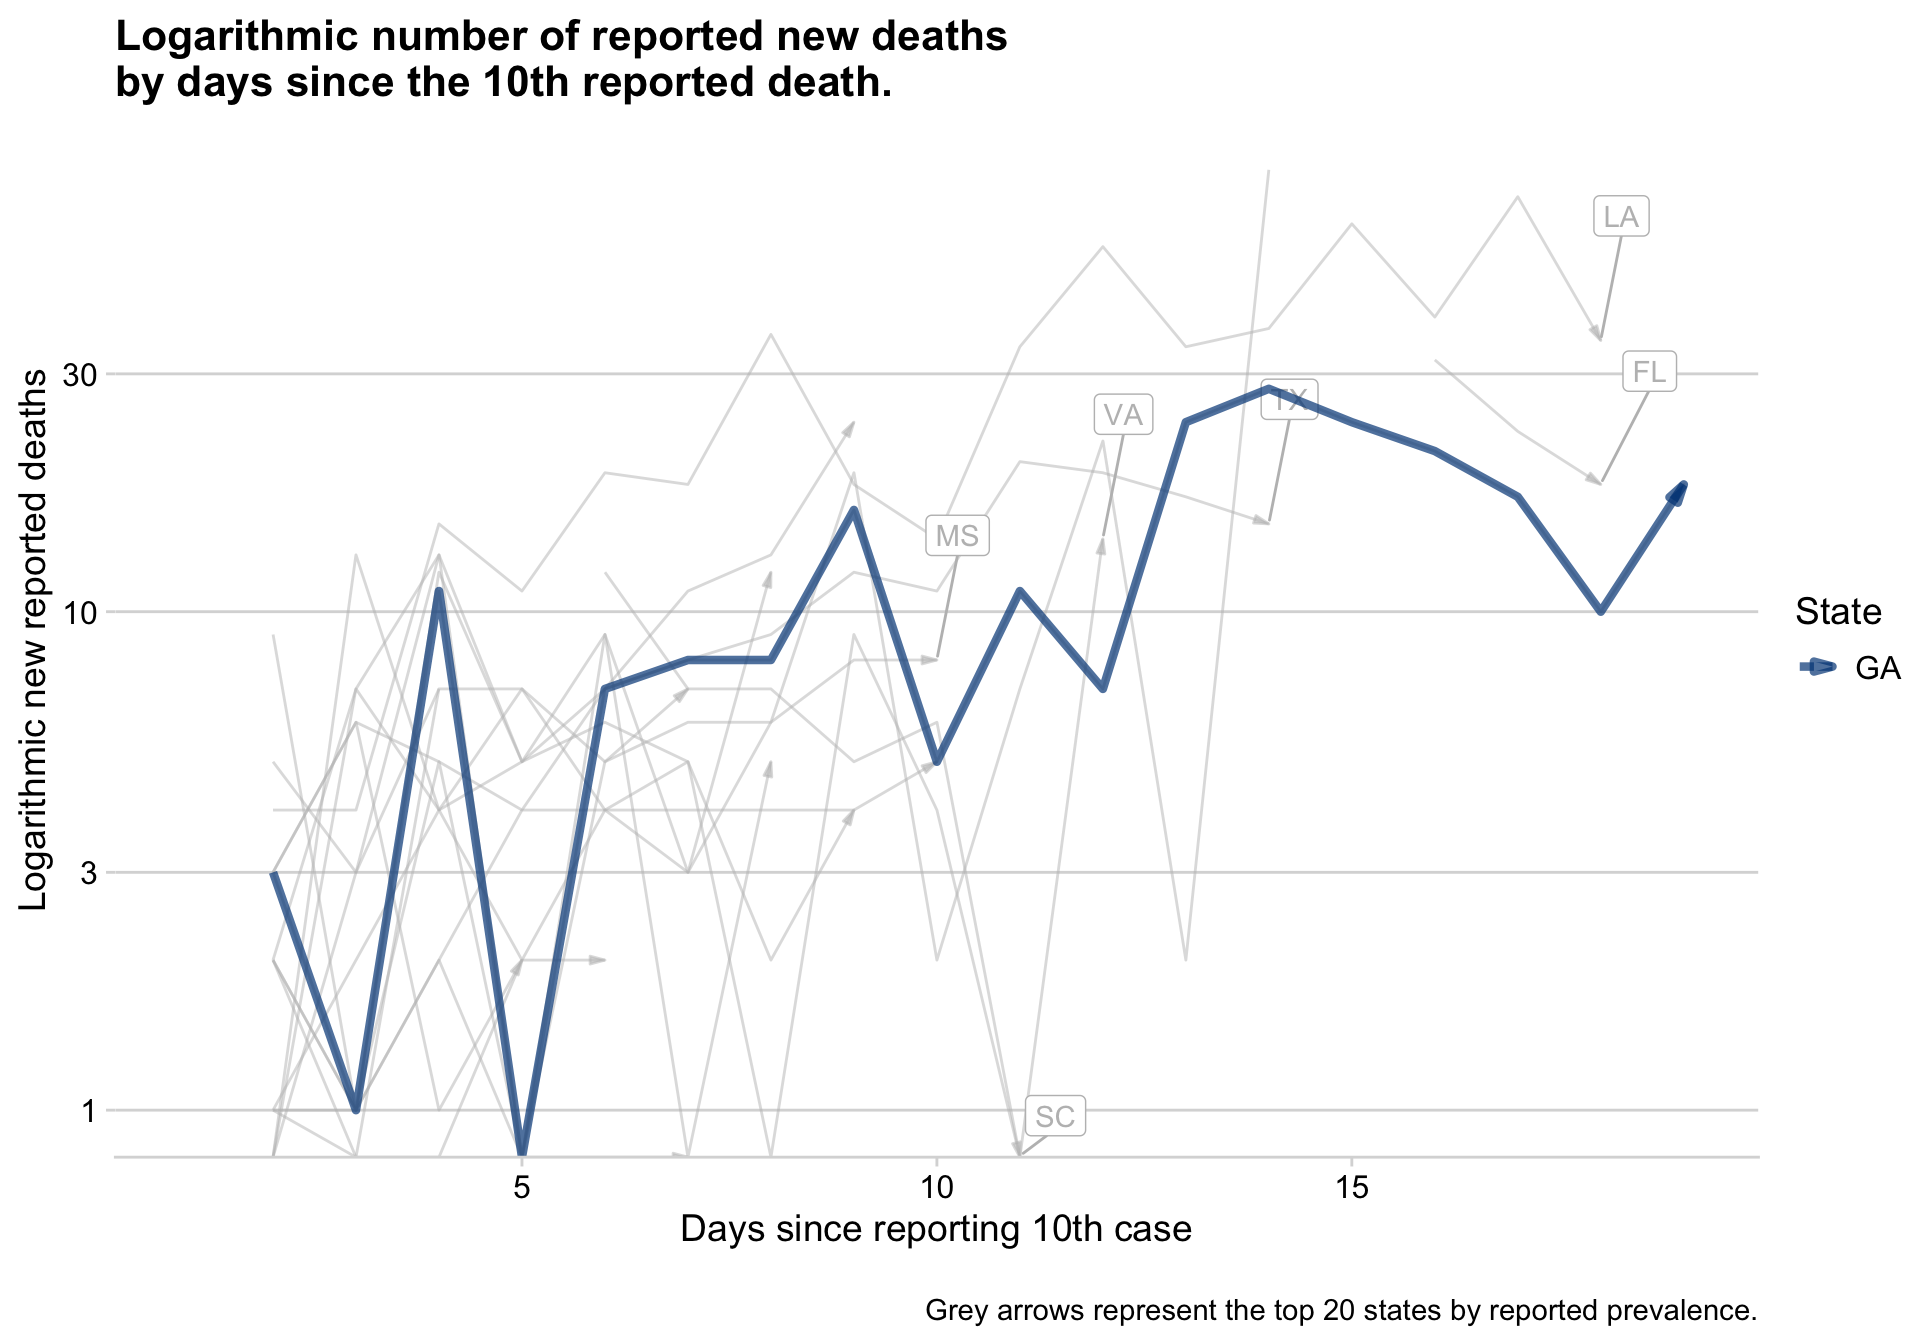 Logarithmic number of reported new deaths
by days since the 10th reported death.
LA
FL
30
TX
VA
MS
10
State
GA
3
SC
1
Logarithmic new reported deaths
5
10
15
Days since reporting 10th case
Grey arrows represent the top 20 states by reported prevalence.